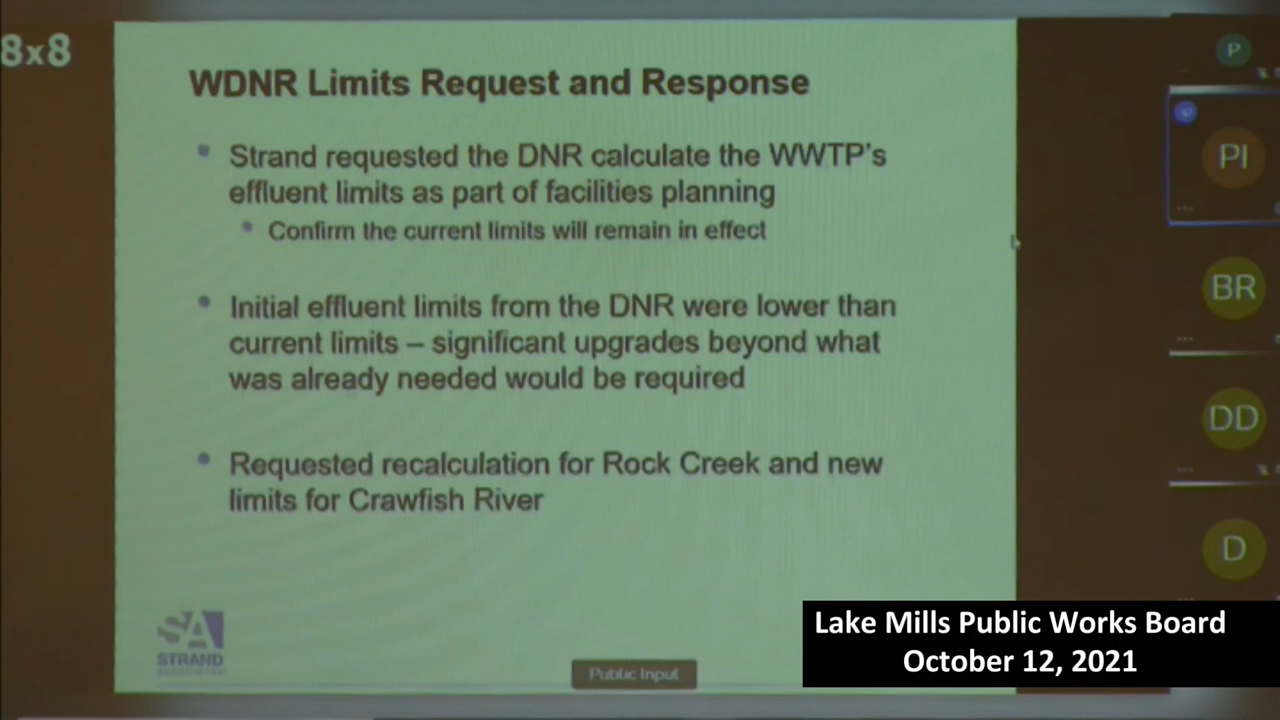 8x8
WDNR Limits Request and Response
Strand requested the DNR calculate the WWTP's
effluent limits as part of facilities planning
Confirm the current limits will remain in effect
Initial effluent limits from the DNR were lower than
current limits – significant upgrades beyond what
was already needed would be required
Requested recalculation for Rock Creek and new
limits for Crawfish River
SA
STRAND
Public Input
P
PI
BR
DD
D
Lake Mills Public Works Board
October 12, 2021